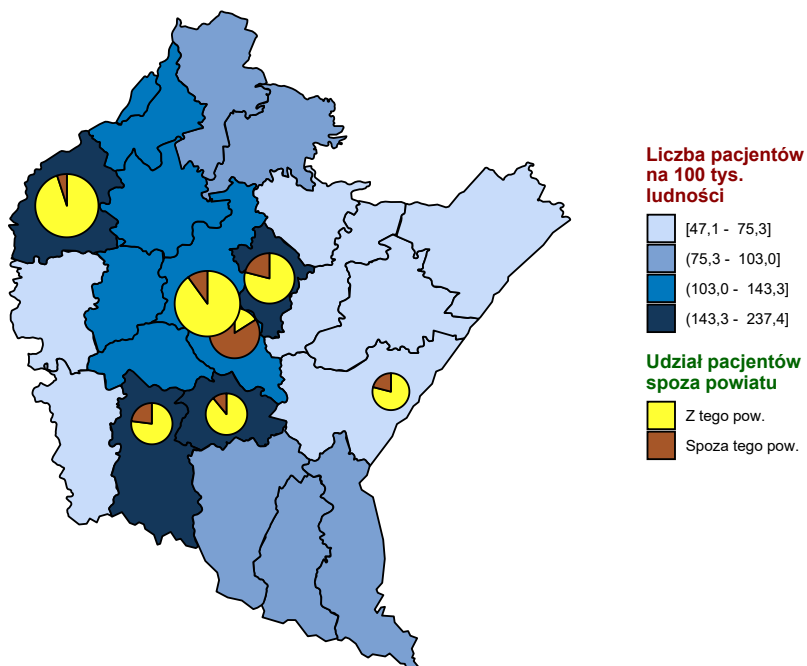 Liczba pacjentów
na 100 tys.
ludności
[47,1 - 75,3]
(75,3 - 103,0]
(103,0 - 143,3]
(143,3 - 237,4]
Udział pacjentów
spoza powiatu
Z tego pow.
Spoza tego pow.